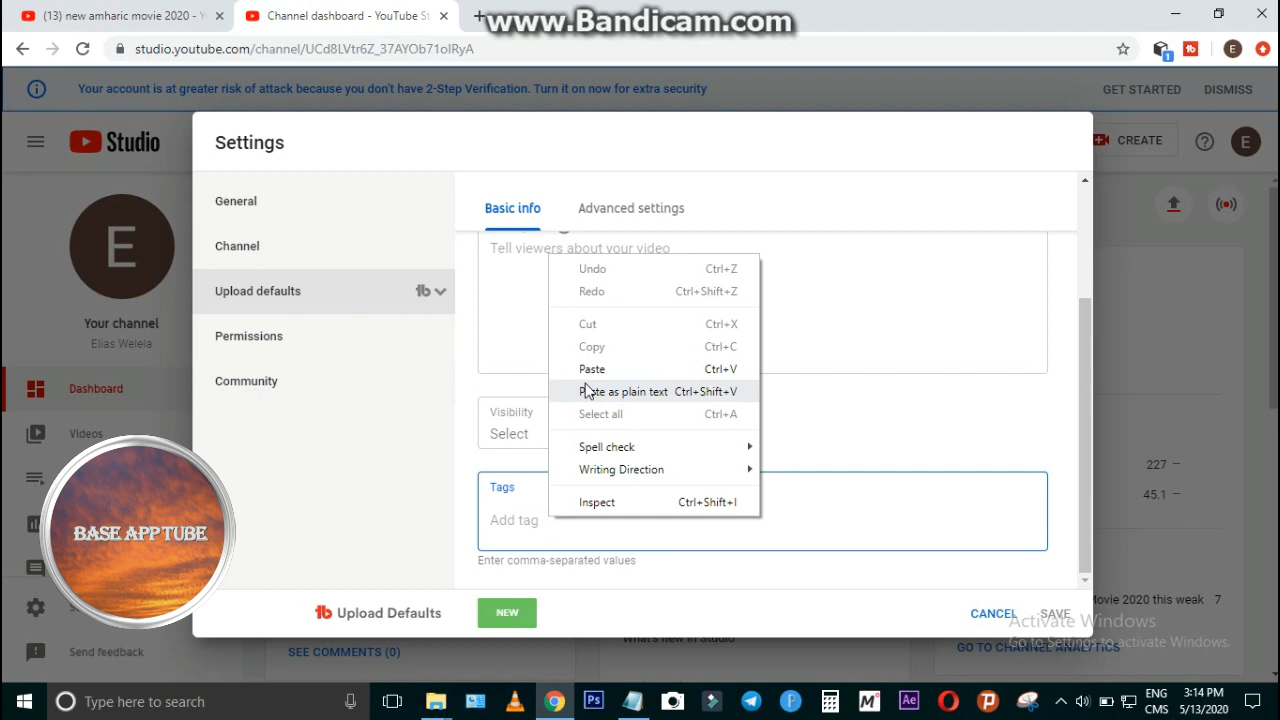 (13) new amharic movie 2020 -
Channel dashboard - YouTube St
www.Bandicam.com
studio.youtube.com/channel/UCd8LVtr6Z_37AYOb71oIRyA
1
E
Your account is at greater risk of attack because you don't have 2-Step Verification. Turn it on now for extra security
GET STARTED
DISMISS
Studio
CREATE
E
Settings
E
Your channel
Elias Welela
Dashboard
Videos
Send feedback
General
Channel
Upload defaults
Permissions
Community
Basic info
Advanced settings
Tell viewers about your video
Undo Ctrl+Z
Redo Ctrl+Shift+Z
Cut Ctrl+X
Copy Ctrl+C
Paste Ctrl+V
Paste as plain text Ctrl+Shift+V
Select all Ctrl+A
Spell check
Writing Direction
Inspect Ctrl+Shift+I
Visibility
Select
Tags
Add tag
Enter comma-separated values
Upload Defaults
NEW
CANCEL
SAVE
227 —
45.1 —
Movie 2020 this week 7
What's new in Studio
SEE COMMENTS (0)
GO TO CHANNEL ANALYTICS
Activate Windows
Go to Settings to activate Windows.
BASE APP TUBE
Type here to search
ENG
CMS
3:14 PM
5/13/2020